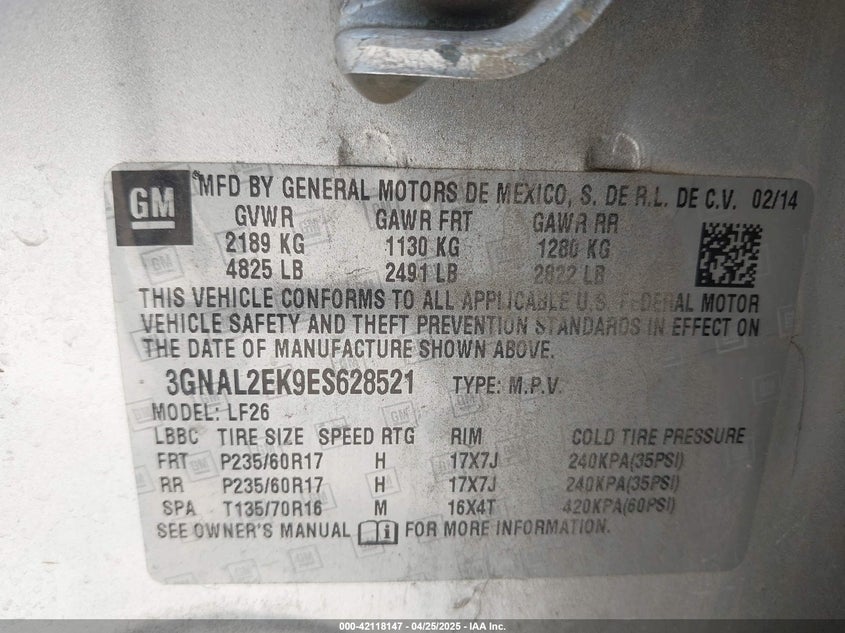 GM
MFD BY GENERAL MOTORS DE MEXICO, S. DE R.L. DE C.V. 02/14
GVWR GAWR FRT GAWR RR
2189 KG 1130 KG 1280 KG
4825 LB 2491 LB 2822 LB
THIS VEHICLE CONFORMS TO ALL APPLICABLE U.S. FEDERAL MOTOR
VEHICLE SAFETY AND THEFT PREVENTION STANDARDS IN EFFECT ON
THE DATE OF MANUFACTURE SHOWN ABOVE.
3GNAL2EK9ES628521 TYPE: M.P.V.
MODEL: LF26
LBBC TIRE SIZE SPEED RTG RIM COLD TIRE PRESSURE
FRT P235/60R17 H 17X7J 240KPA(35PSI)
RR P235/60R17 H 17X7J 240KPA(35PSI)
SPA T135/70R16 M 16X4T 420KPA(60PSI)
SEE OWNER'S MANUAL i FOR MORE INFORMATION.
000-42118147 - 04/25/2025 - IAA Inc.